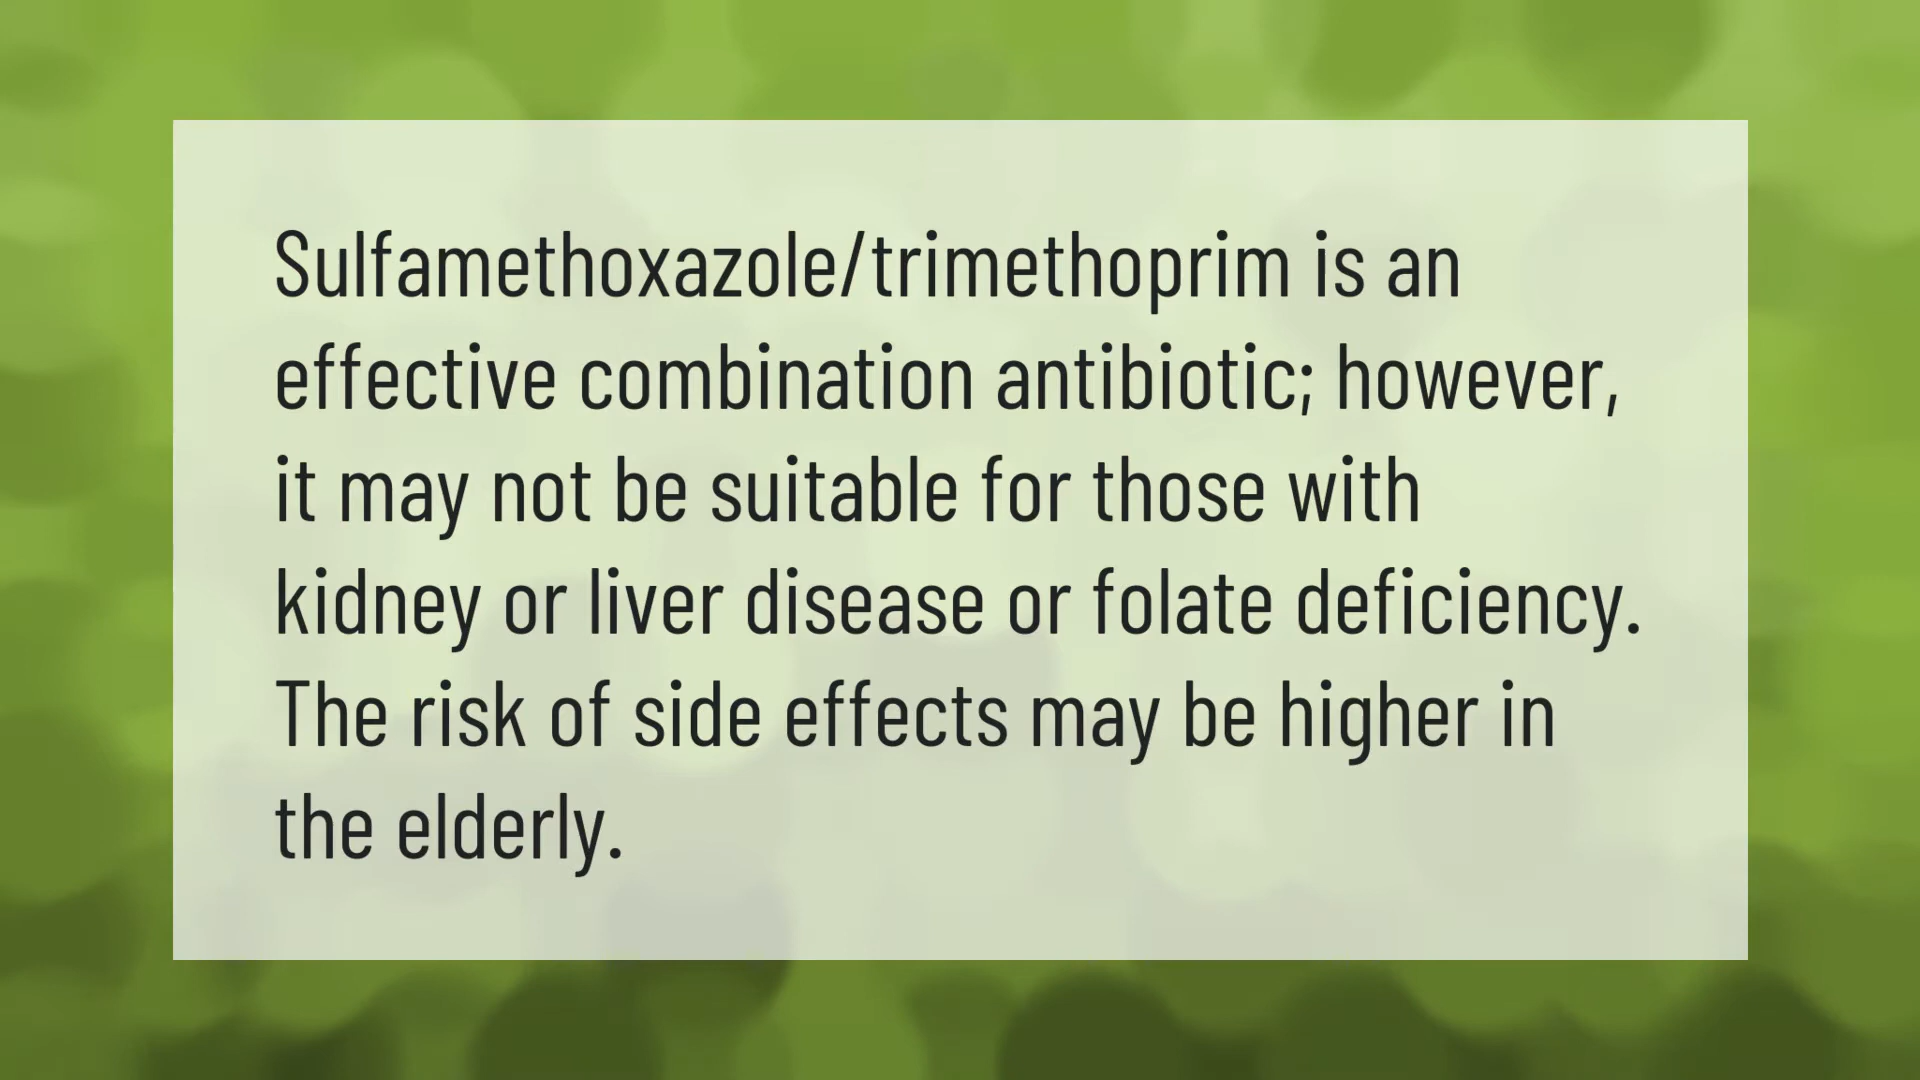 Sulfamethoxazole/trimethoprim is an
effective combination antibiotic; however,
it may not be suitable for those with
kidney or liver disease or folate deficiency.
The risk of side effects may be higher in
the elderly.